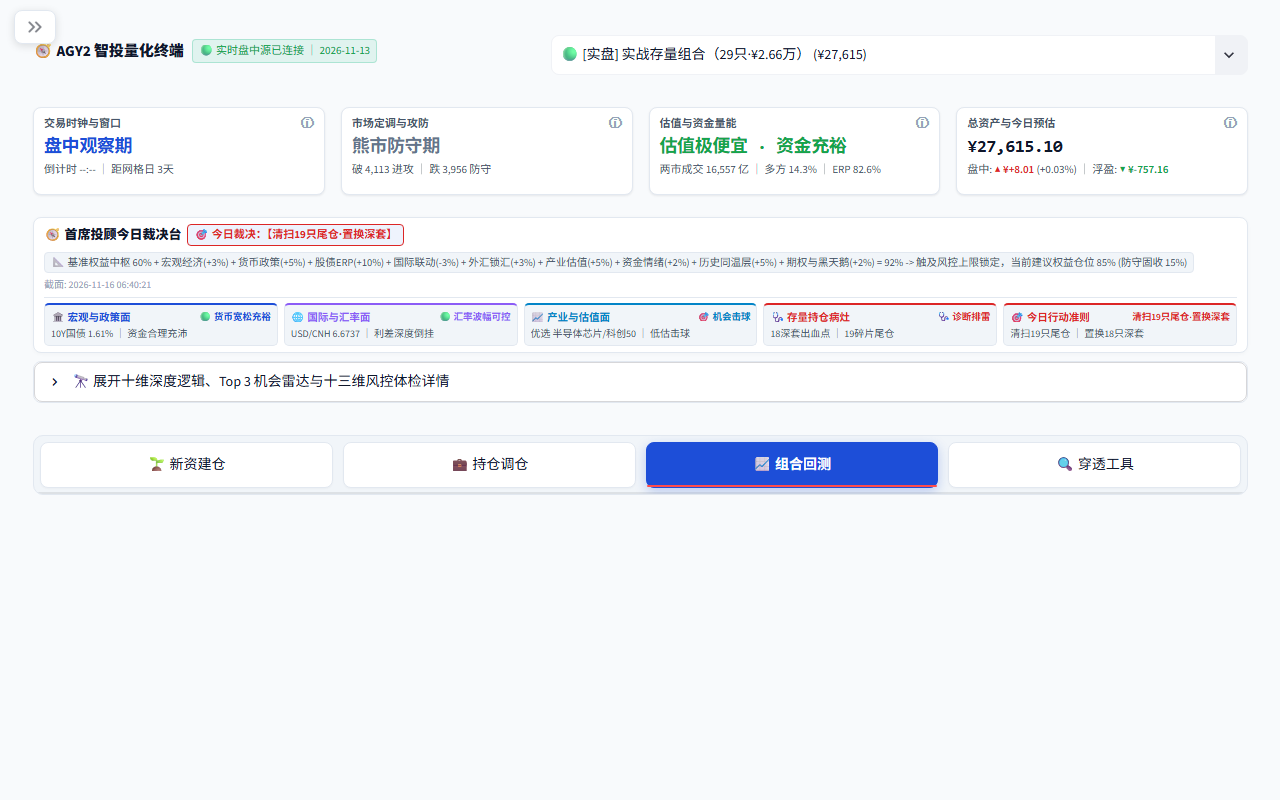 AGY2 智投量化终端
实时盘中源已连接 | 2026-11-13
[实盘] 实战存量组合（29只·¥2.66万） (¥27,615)
交易时钟与窗口
盘中观察期
倒计时 --:-- | 距网格日 3天
市场定调与攻防
熊市防守期
破 4,113 进攻 | 跌 3,956 防守
估值与资金量能
估值极便宜 · 资金充裕
两市成交 16,557 亿 | 多方 14.3% | ERP 82.6%
总资产与今日预估
¥27,615.10
盘中: ▲ ¥+8.01 (+0.03%) | 浮盈: ▼ ¥-757.16
首席投顾今日裁决台
今日裁决：【清扫19只尾仓·置换深套】
基准权益中枢 60% + 宏观经济(+3%) + 货币政策(+5%) + 股债ERP(+10%) + 国际联动(-3%) + 外汇锁汇(+3%) + 产业估值(+5%) + 资金情绪(+2%) + 历史同温层(+5%) + 期权与黑天鹅(+2%) = 92% -> 触及风控上限锁定，当前建议权益仓位 85% (防守固收 15%)
截面: 2026-11-16 06:40:21
宏观与政策面
货币宽松充裕
10Y国债 1.61% | 资金合理充沛
国际与汇率面
汇率波幅可控
USD/CNH 6.6737 | 利差深度倒挂
产业与估值面
机会击球
优选 半导体芯片/科创50 | 低估击球
存量持仓病灶
诊断排雷
18深套出血点 | 19碎片尾仓
今日行动准则
清扫19只尾仓·置换深套
清扫19只尾仓 | 置换18只深套
展开十维深度逻辑、Top 3 机会雷达与十三维风控体检详情
新资建仓
持仓调仓
组合回测
穿透工具